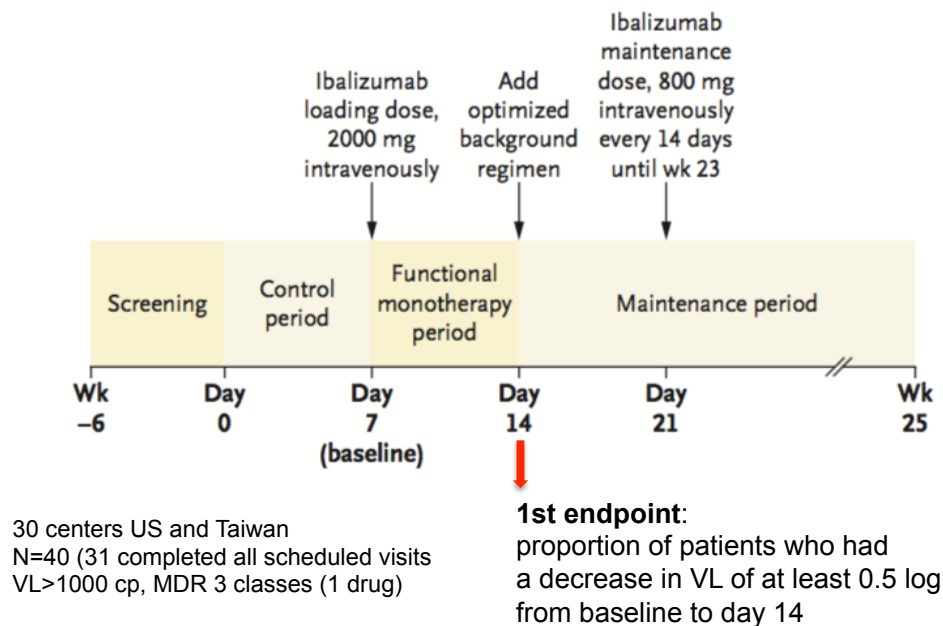 Ibalizumab
loading dose,
2000 mg
intravenously
Add
optimized
background
regimen
Ibalizumab
maintenance
dose, 800 mg
intravenously
every 14 days
until wk 23
Screening
Control
period
Functional
monotherapy
period
Maintenance period
Wk
−6
Day
0
Day
7
(baseline)
Day
14
Day
21
Wk
25
30 centers US and Taiwan
N=40 (31 completed all scheduled visits
VL>1000 cp, MDR 3 classes (1 drug)
1st endpoint:
proportion of patients who had
a decrease in VL of at least 0.5 log
from baseline to day 14